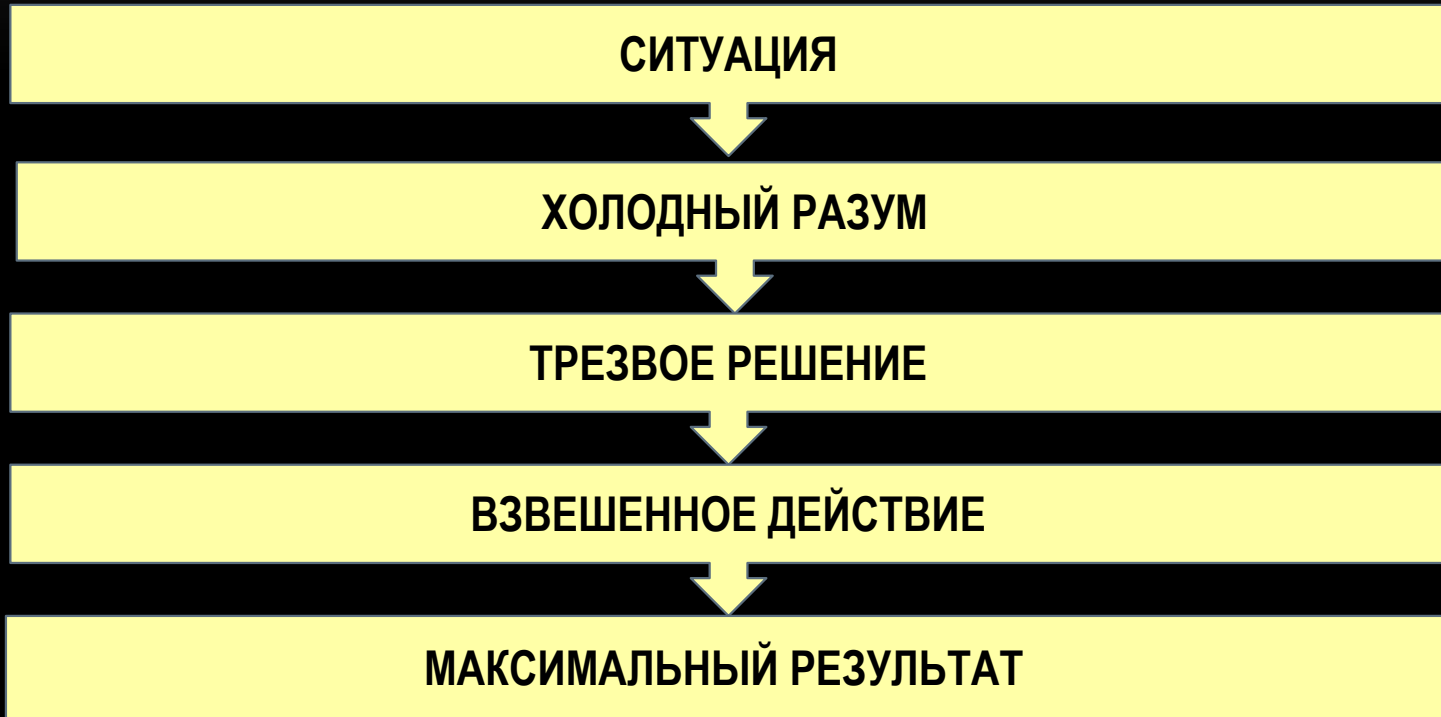 СИТУАЦИЯ
ХОЛОДНЫЙ РАЗУМ
ТРЕЗВОЕ РЕШЕНИЕ
ВЗВЕШЕННОЕ ДЕЙСТВИЕ
МАКСИМАЛЬНЫЙ РЕЗУЛЬТАТ